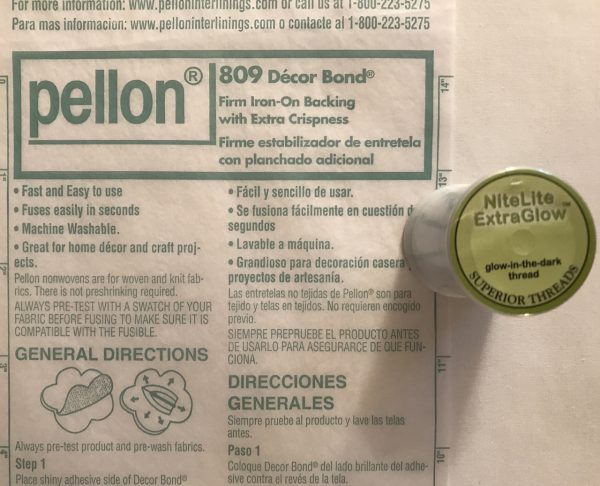 For more information: www.pelloninterlinings.com or call us at 1-800-223-5275
Para mas informacion: www.pelloninterlinings.com o contacte al 1-800-223-5275
pellon®
809 Décor Bond®
Firm Iron-On Backing
with Extra Crispness
Firme estabilizador de entretela
con planchado adicional
• Fast and Easy to use
• Fuses easily in seconds
• Machine Washable.
• Great for home décor and craft proj-
ects.
Pellon nonwovens are for woven and knit fab-
rics. There is not preshrinking required.
ALWAYS PRE-TEST WITH A SWATCH OF YOUR
FABRIC BEFORE FUSING TO MAKE SURE IT IS
COMPATIBLE WITH THE FUSIBLE.
GENERAL DIRECTIONS
Always pre-test product and pre-wash fabrics.
Step 1
Place shiny adhesive side of Decor Bond®
• Fácil y sencillo de usar.
• Se fusiona fácilmente en cuestión
segundos
• Lavable a máquina.
• Grandioso para decoración casera
proyectos de artesanía.
Las entretelas no tejidas de Pellon® son para
tejido y telas en tejidos. No requieren encogido
previo.
SIEMPRE PREPRUEBE EL PRODUCTO ANTES
DE USARLO PARA ASEGURARCE DE QUE FUN-
CIONA.
DIRECCIONES
GENERALES
Siempre pruebe al producto y lave las telas
antes.
Paso 1
Coloque Decor Bond® del lado brillante del adhe-
sive contra el revés de la tela.
0
1"
2"
3"
4"
14"
13"
11"
10"
NiteLite™
ExtraGlow
glow-in-the-dark
thread
SUPERIOR THREADS